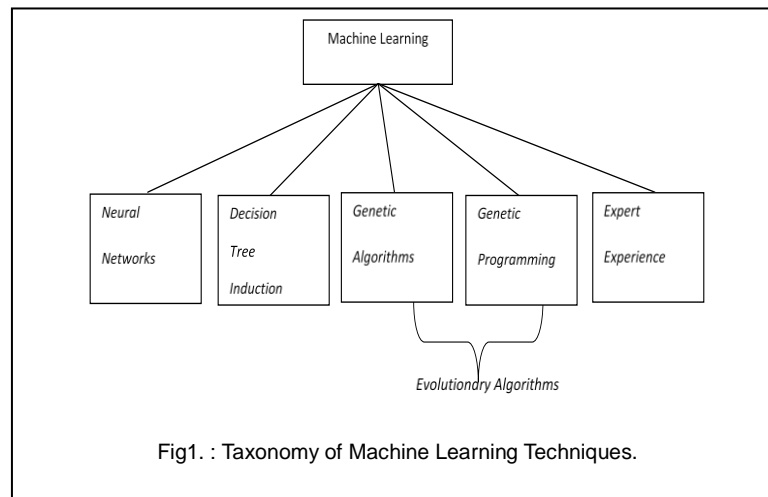 Machine Learning
Neural
Networks
Decision
Tree
Induction
Genetic
Algorithms
Genetic
Programming
Expert
Experience
Evolutionary Algorithms
Fig1. : Taxonomy of Machine Learning Techniques.